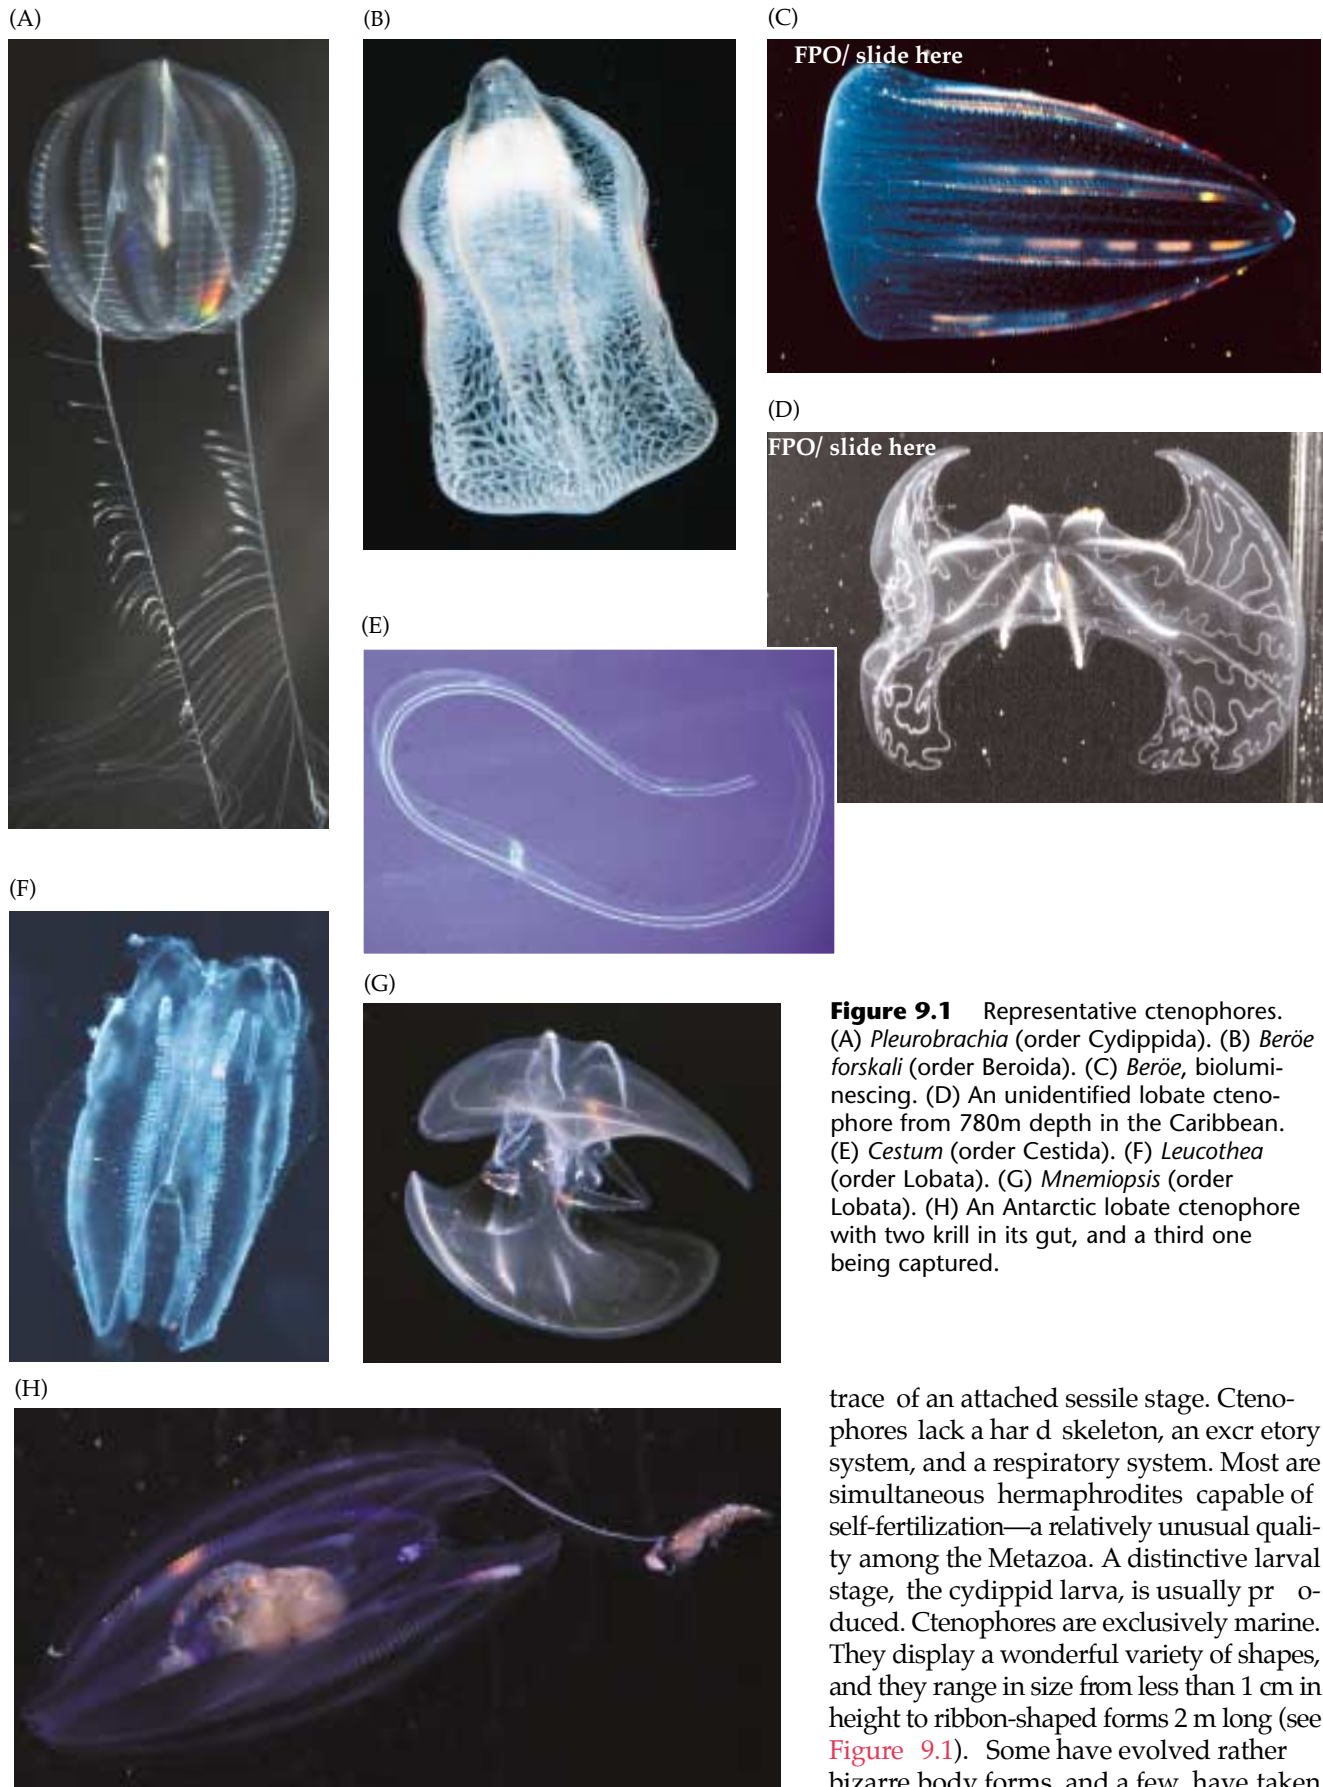 (A)
(B)
(C)
FPO/ slide here
(D)
FPO/ slide here
(E)
(F)
(G)
Figure 9.1 Representative ctenophores.
(A) Pleurobrachia (order Cydippida). (B) Beröe
forskali (order Beroida). (C) Beröe, biolumi-
nescing. (D) An unidentified lobate cteno-
phore from 780m depth in the Caribbean.
(E) Cestum (order Cestida). (F) Leucothea
(order Lobata). (G) Mnemiopsis (order
Lobata). (H) An Antarctic lobate ctenophore
with two krill in its gut, and a third one
being captured.
(H)
trace of an attached sessile stage. Cteno-
phores lack a har d skeleton, an excr etory
system, and a respiratory system. Most are
simultaneous hermaphrodites capable of
self-fertilization—a relatively unusual quali-
ty among the Metazoa. A distinctive larval
stage, the cydippid larva, is usually pr o-
duced. Ctenophores are exclusively marine.
They display a wonderful variety of shapes,
and they range in size from less than 1 cm in
height to ribbon-shaped forms 2 m long (see
Figure 9.1). Some have evolved rather
bizarre body forms, and a few have taken